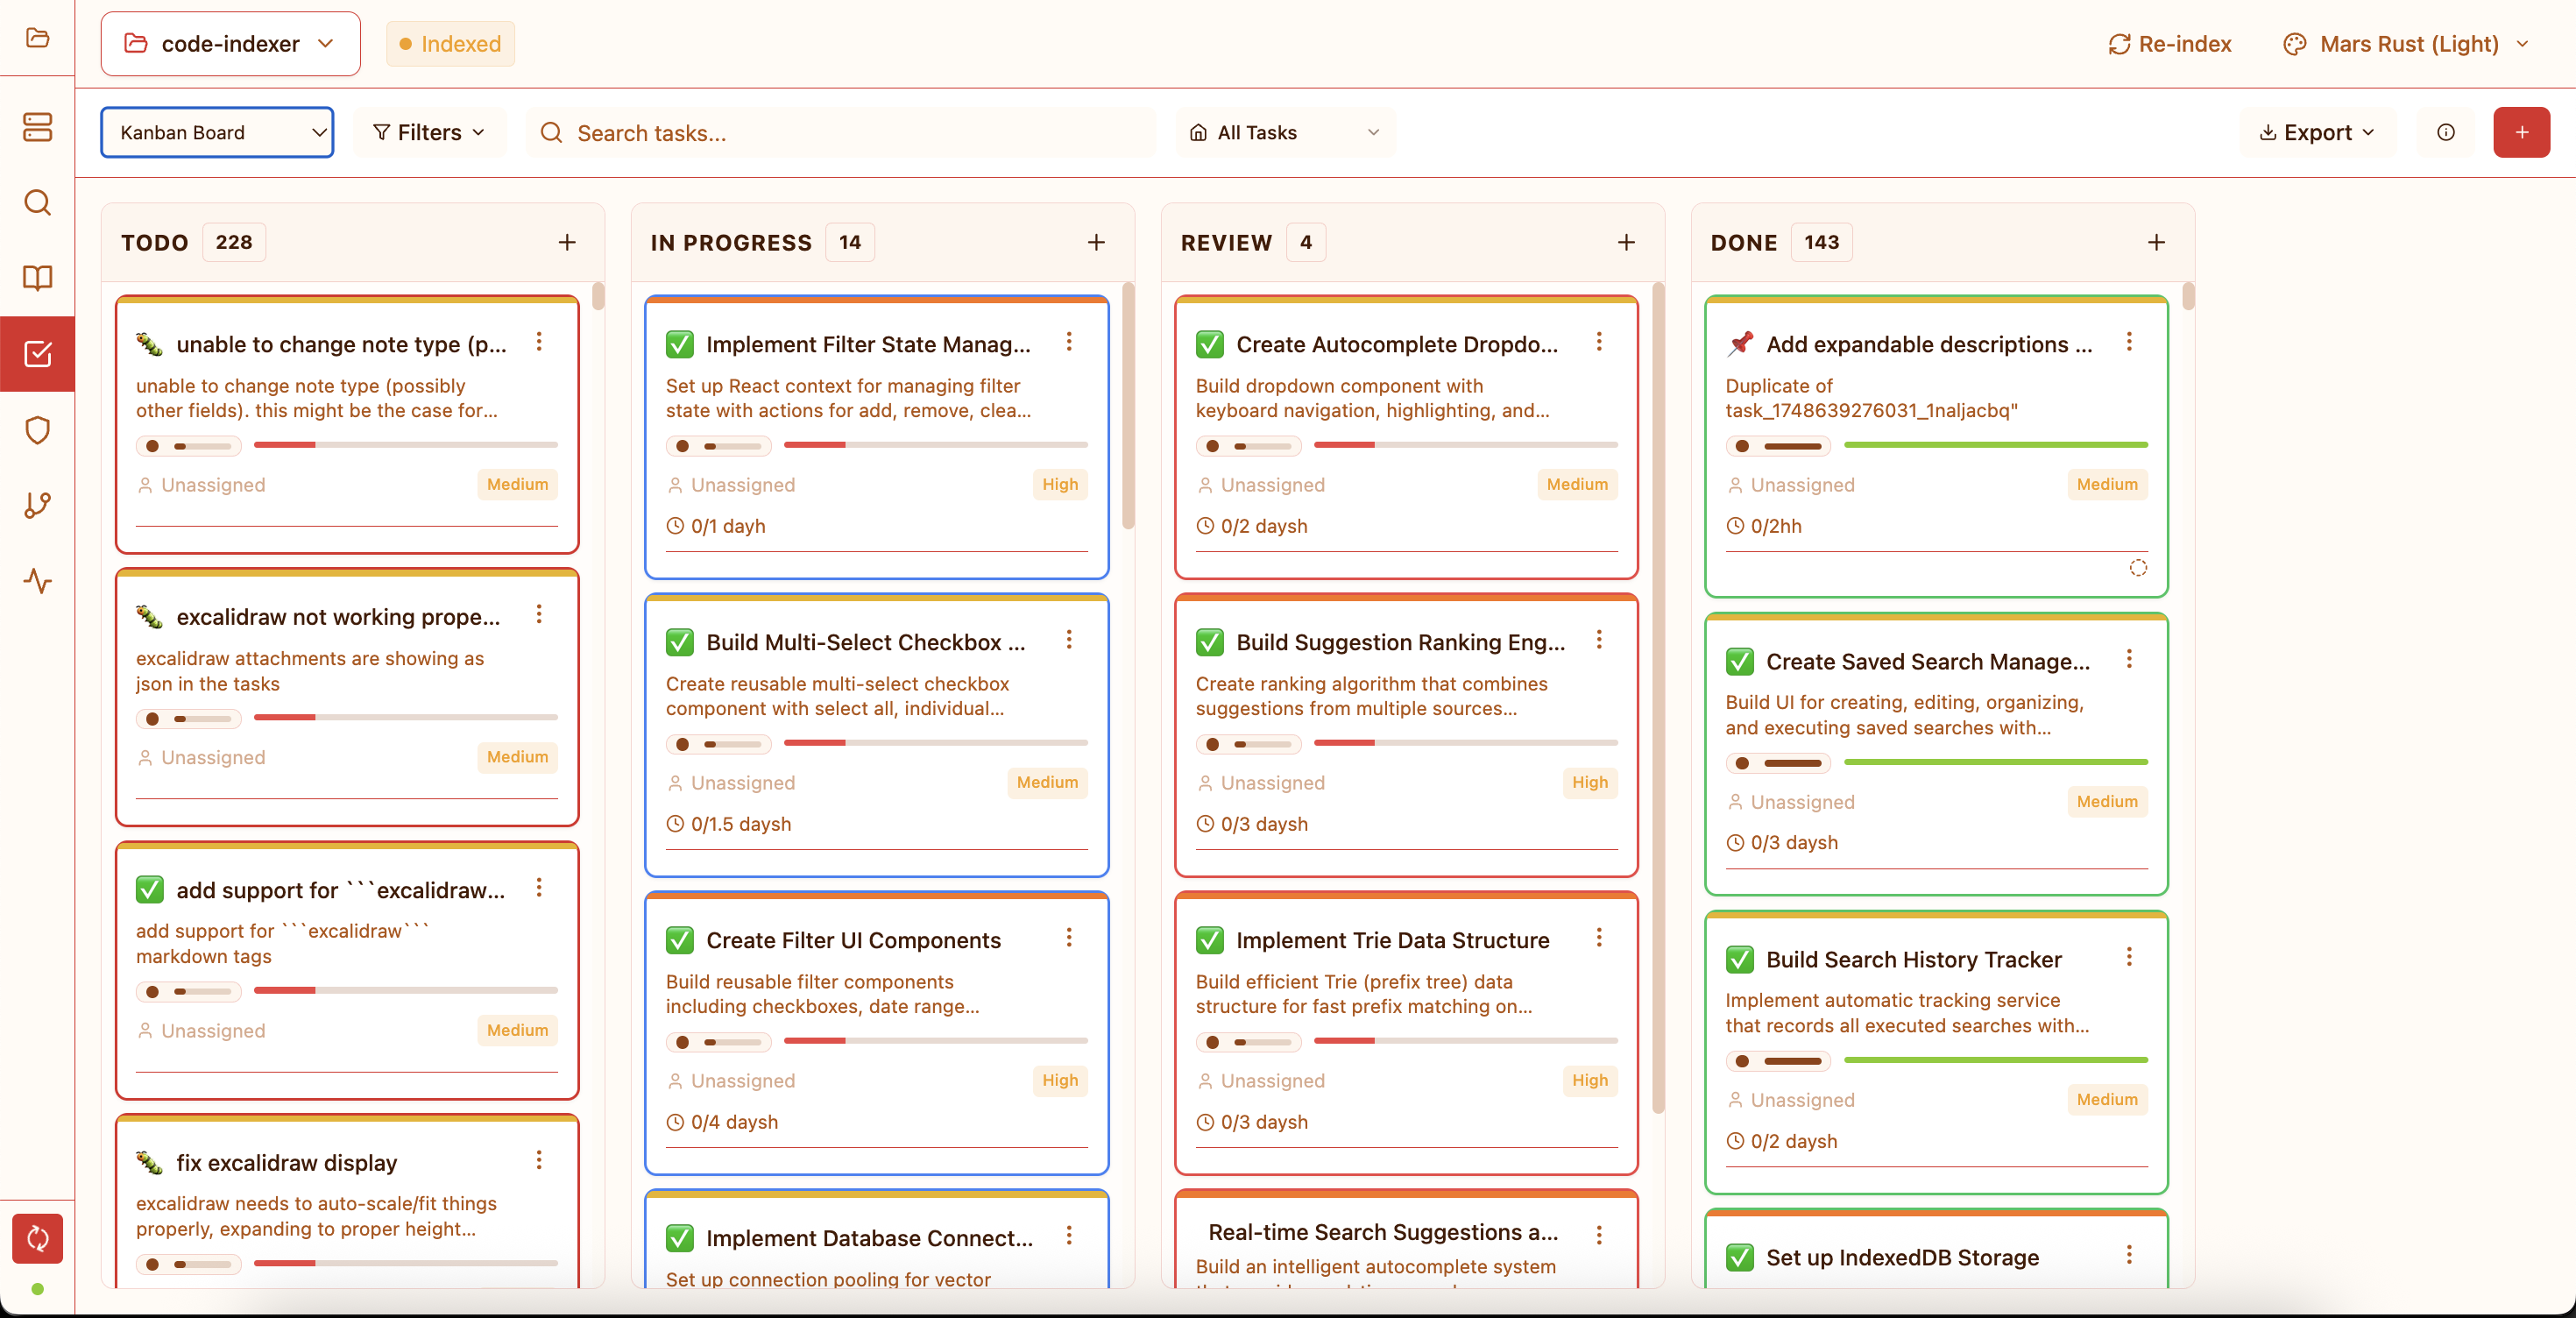 code-indexer
Indexed
Re-index
Mars Rust (Light)
Kanban Board
Filters
Search tasks...
All Tasks
Export
TODO 228
unable to change note type (p...
unable to change note type (possibly
other fields). this might be the case for...
Unassigned
Medium
excalidraw not working prope...
excalidraw attachments are showing as
json in the tasks
Unassigned
Medium
add support for ```excalidraw...
add support for ```excalidraw```
markdown tags
Unassigned
Medium
fix excalidraw display
excalidraw needs to auto-scale/fit things
properly, expanding to proper height...
IN PROGRESS 14
Implement Filter State Manag...
Set up React context for managing filter
state with actions for add, remove, clea...
Unassigned
High
0/1 dayh
Build Multi-Select Checkbox ...
Create reusable multi-select checkbox
component with select all, individual...
Unassigned
Medium
0/1.5 daysh
Create Filter UI Components
Build reusable filter components
including checkboxes, date range...
Unassigned
High
0/4 daysh
Implement Database Connect...
Set up connection pooling for vector
REVIEW 4
Create Autocomplete Dropdo...
Build dropdown component with
keyboard navigation, highlighting, and...
Unassigned
Medium
0/2 daysh
Build Suggestion Ranking Eng...
Create ranking algorithm that combines
suggestions from multiple sources...
Unassigned
High
0/3 daysh
Implement Trie Data Structure
Build efficient Trie (prefix tree) data
structure for fast prefix matching on...
Unassigned
High
0/3 daysh
Real-time Search Suggestions a...
Build an intelligent autocomplete system
DONE 143
Add expandable descriptions ...
Duplicate of
task_1748639276031_1naljacbq"
Unassigned
Medium
0/2hh
Create Saved Search Manage...
Build UI for creating, editing, organizing,
and executing saved searches with...
Unassigned
Medium
0/3 daysh
Build Search History Tracker
Implement automatic tracking service
that records all executed searches with...
Unassigned
Medium
0/2 daysh
Set up IndexedDB Storage